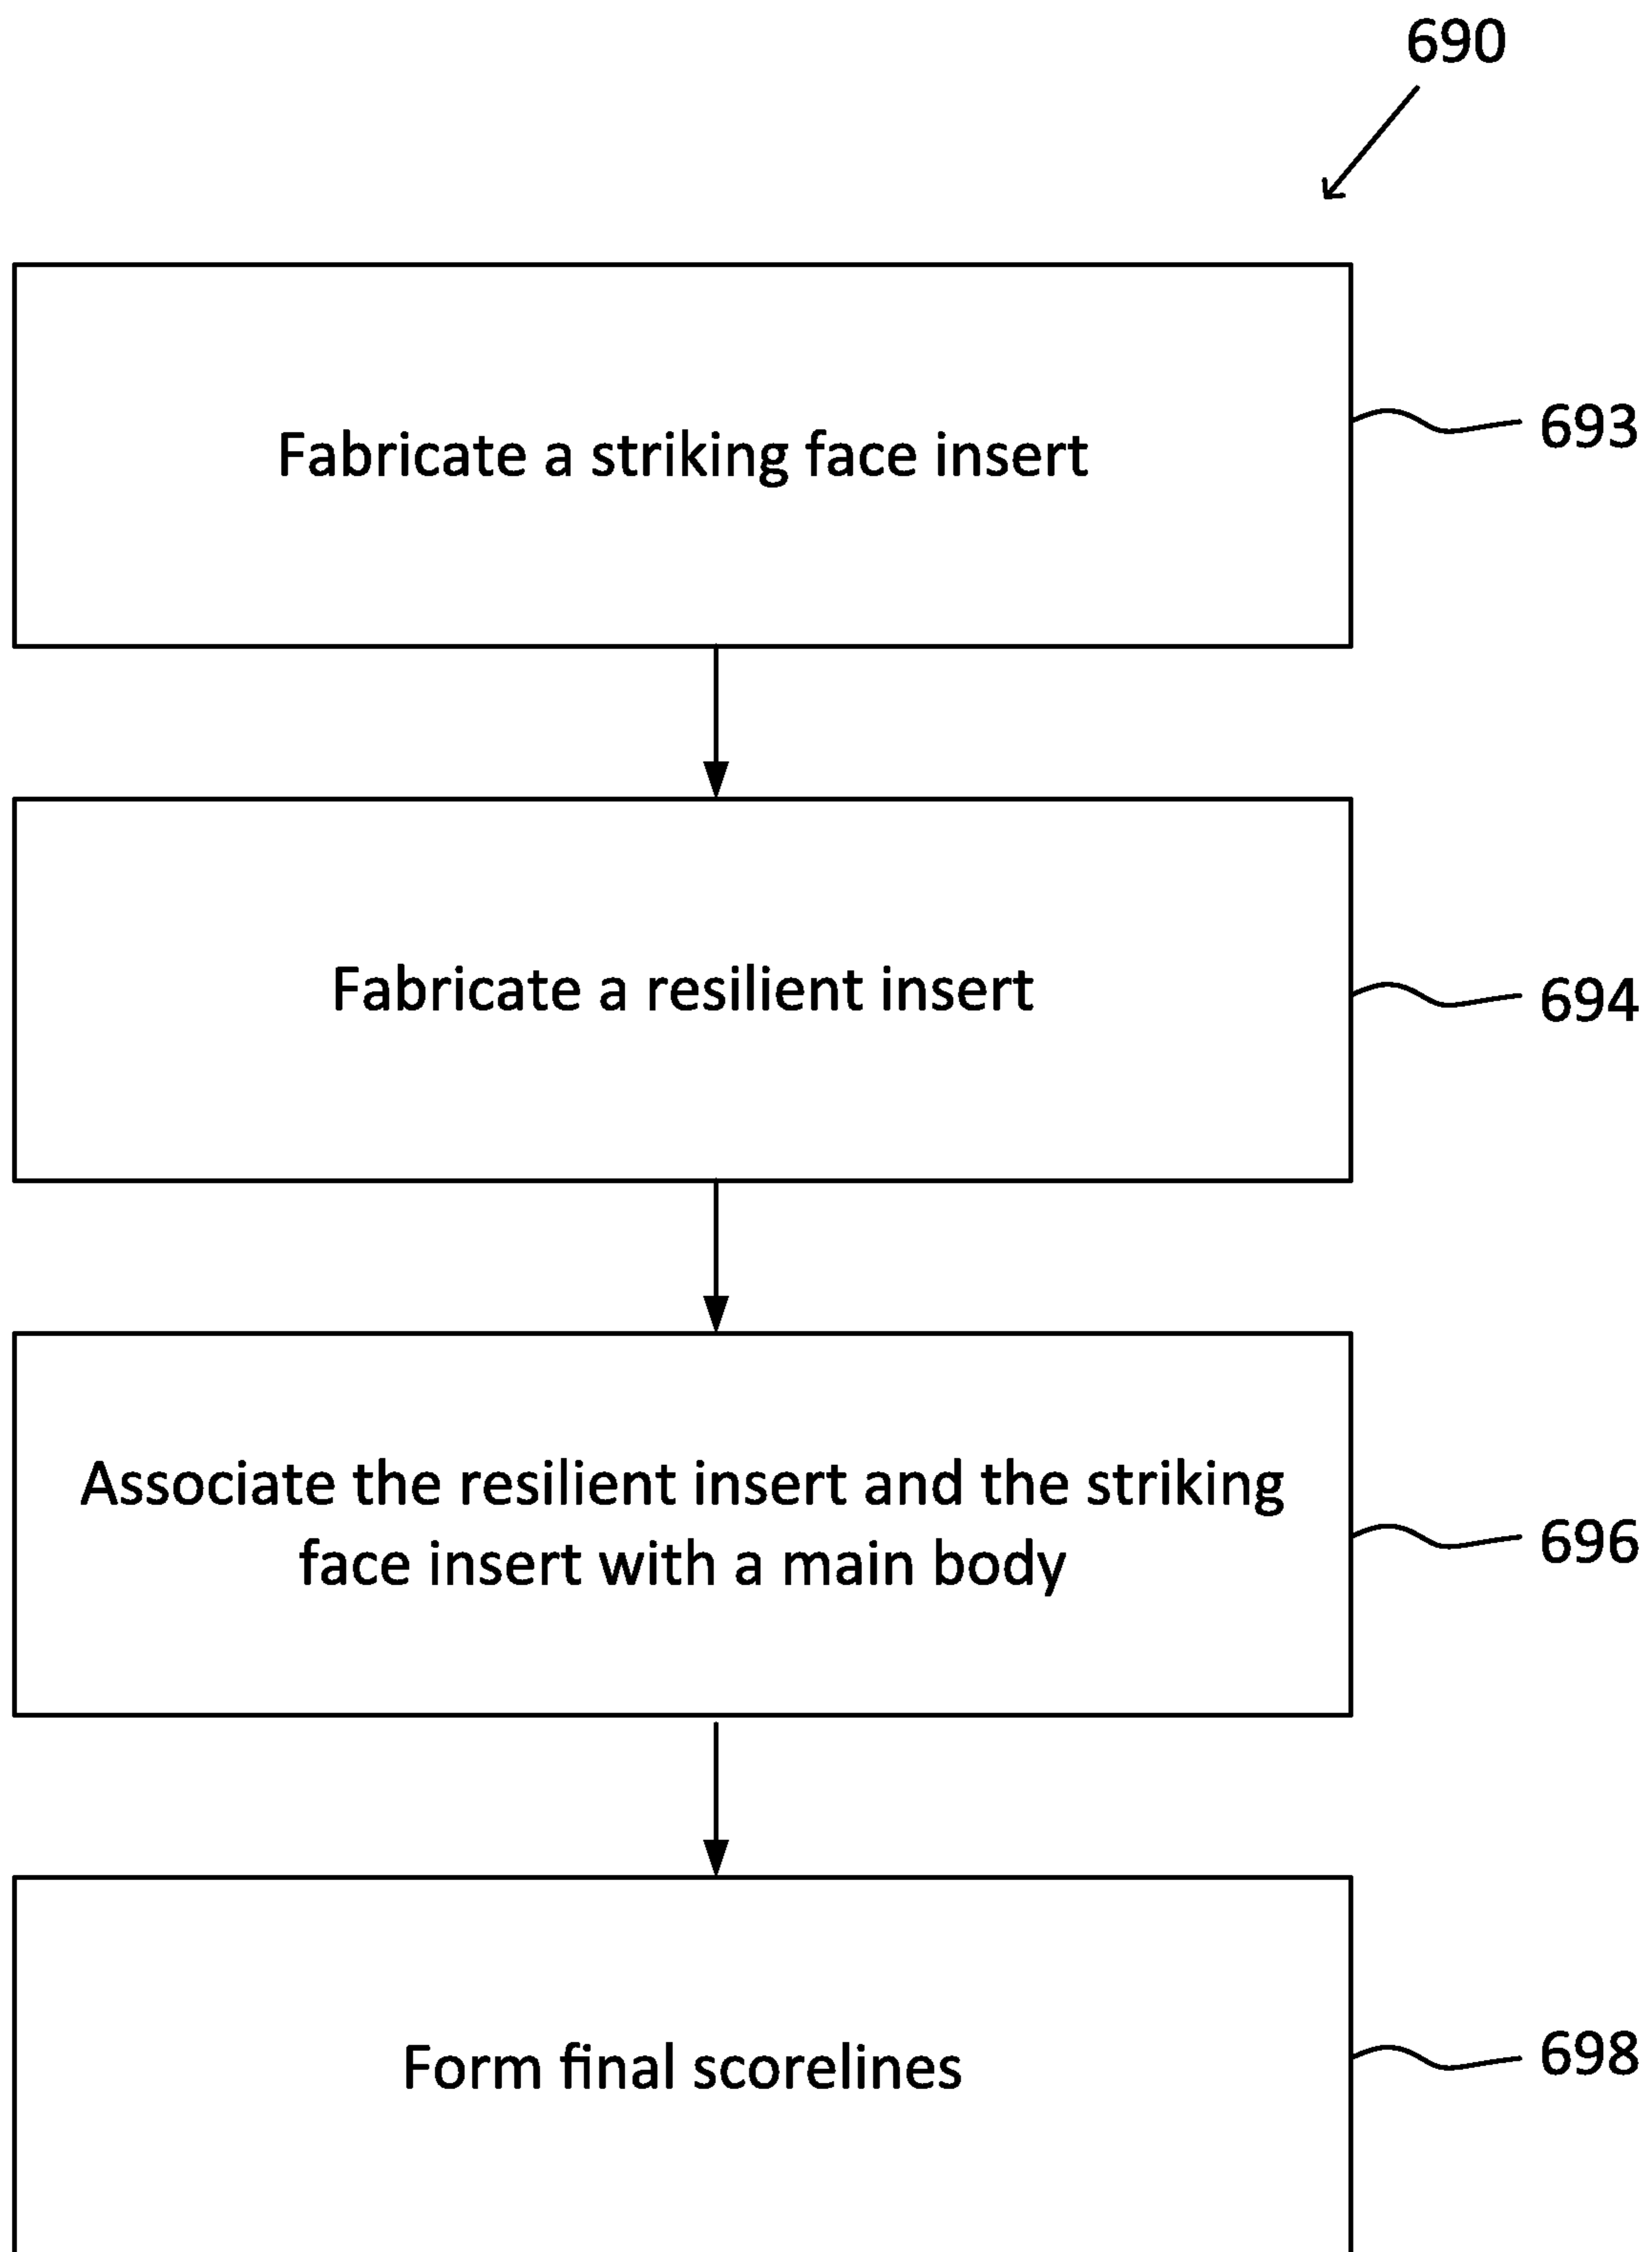 690
Fabricate a striking face insert
693
Fabricate a resilient insert
694
Associate the resilient insert and the striking
face insert with a main body
696
Form final scorelines
698